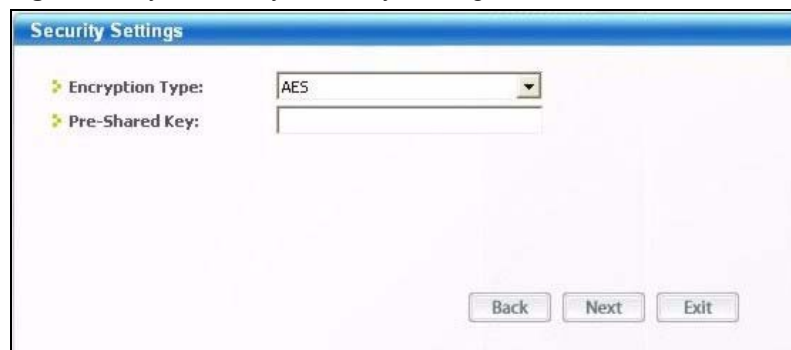 Security Settings
Encryption Type: AES
Pre-Shared Key:
Back Next Exit